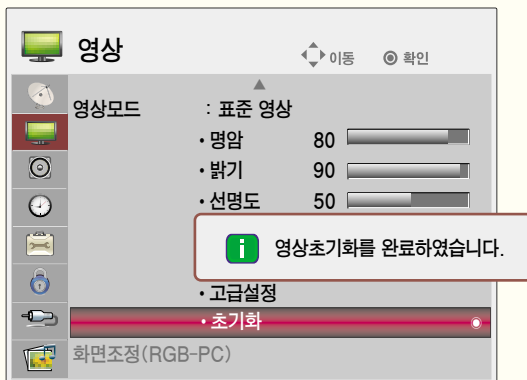 영상
이동 확인
영상모드 : 표준 영상
• 명암 80
• 밝기 90
• 선명도 50
영상초기화를 완료하였습니다.
• 고급설정
• 초기화
화면조정(RGB-PC)